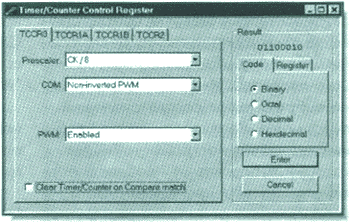 Timer/Counter Control Register
TCCR0 TCCR1A TCCR1B TCCR2
Result
01100010
Prescaler: CK/8
Code Register
COM: Non-inverted PWM
Binary
Octal
Decimal
Hexdecimal
PWM: Enabled
Enter
Clear Timer/Counter on Compare match
Cancel